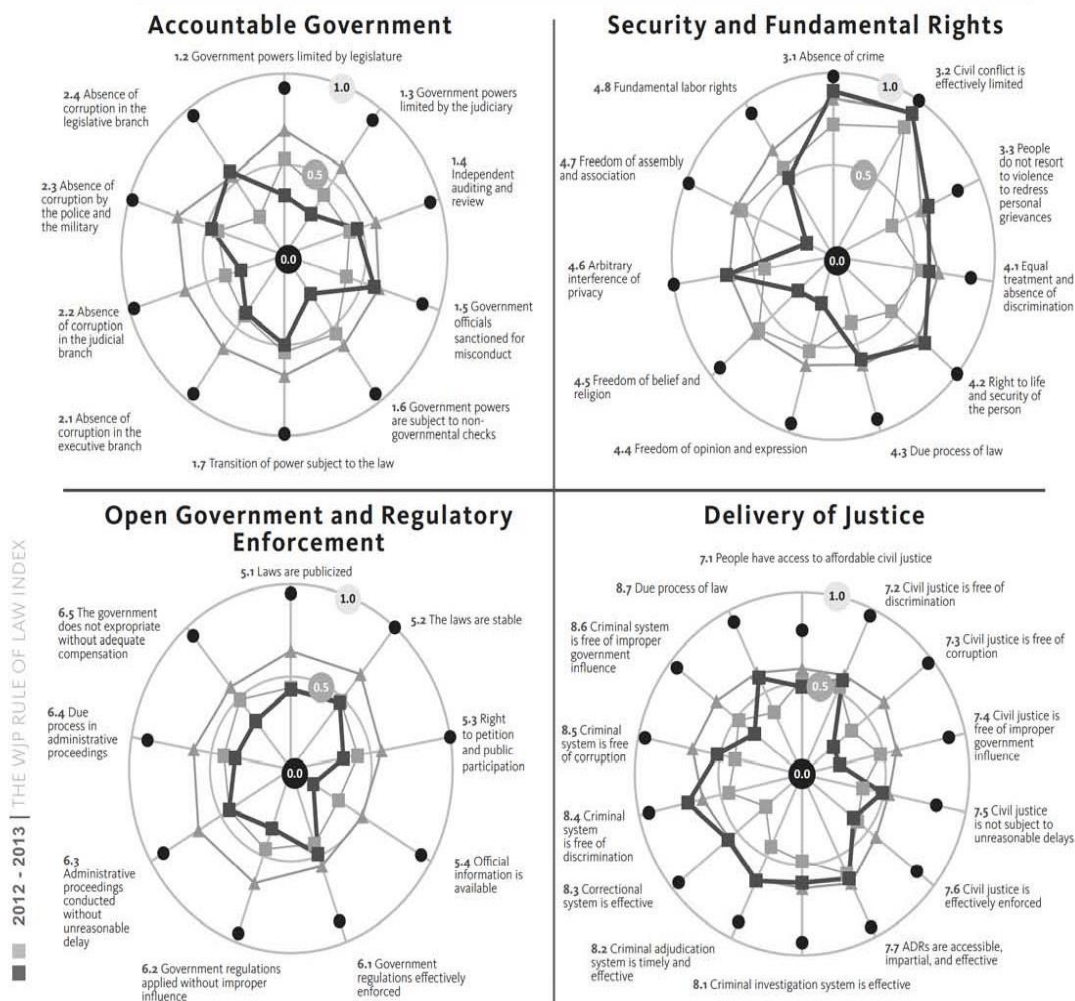 Accountable Government
1.2 Government powers limited by legislature
1.0
1.3 Government powers
limited by the judiciary
2.4 Absence of
corruption in the
legislative branch
0.5
1.4
Independent
auditing and
review
2.3 Absence of
corruption by
the police and
the military
0.0
2.2 Absence
of corruption
in the judicial
branch
1.5 Government
officials
sanctioned for
misconduct
2.1 Absence of
corruption in the
executive branch
1.6 Government powers
are subject to non-
governmental checks
1.7 Transition of power subject to the law
Security and Fundamental Rights
3.1 Absence of crime
1.0
3.2 Civil conflict is
effectively limited
4.8 Fundamental labor rights
3.3 People
do not resort
to violence
to redress
personal
grievances
0.5
4.7 Freedom of assembly
and association
0.0
4.6 Arbitrary
interference of
privacy
4.1 Equal
treatment and
absence of
discrimination
4.5 Freedom of belief and
religion
4.2 Right to life
and security of
the person
4.4 Freedom of opinion and expression
4.3 Due process of law
Open Government and Regulatory
Enforcement
5.1 Laws are publicized
1.0
5.2 The laws are stable
6.5 The government
does not expropriate
without adequate
compensation
0.5
6.4 Due
process in
administrative
proceedings
5.3 Right
to petition
and public
participation
0.0
6.3
Administrative
proceedings
conducted
without
unreasonable
delay
5.4 Official
information is
available
6.2 Government regulations
applied without improper
influence
6.1 Government
regulations effectively
enforced
Delivery of Justice
7.1 People have access to affordable civil justice
8.7 Due process of law
1.0
7.2 Civil justice is free of
discrimination
8.6 Criminal system
is free of improper
government
influence
7.3 Civil justice is free of
corruption
0.5
8.5 Criminal
system is free
of corruption
7.4 Civil justice is
free of improper
government
influence
0.0
8.4 Criminal
system
is free of
discrimination
7.5 Civil justice
is not subject to
unreasonable delays
8.3 Correctional
system is effective
7.6 Civil justice is
effectively enforced
8.2 Criminal adjudication
system is timely and
effective
7.7 ADRs are accessible,
impartial, and effective
8.1 Criminal investigation system is effective
2012 - 2013 | THE WJP RULE OF LAW INDEX